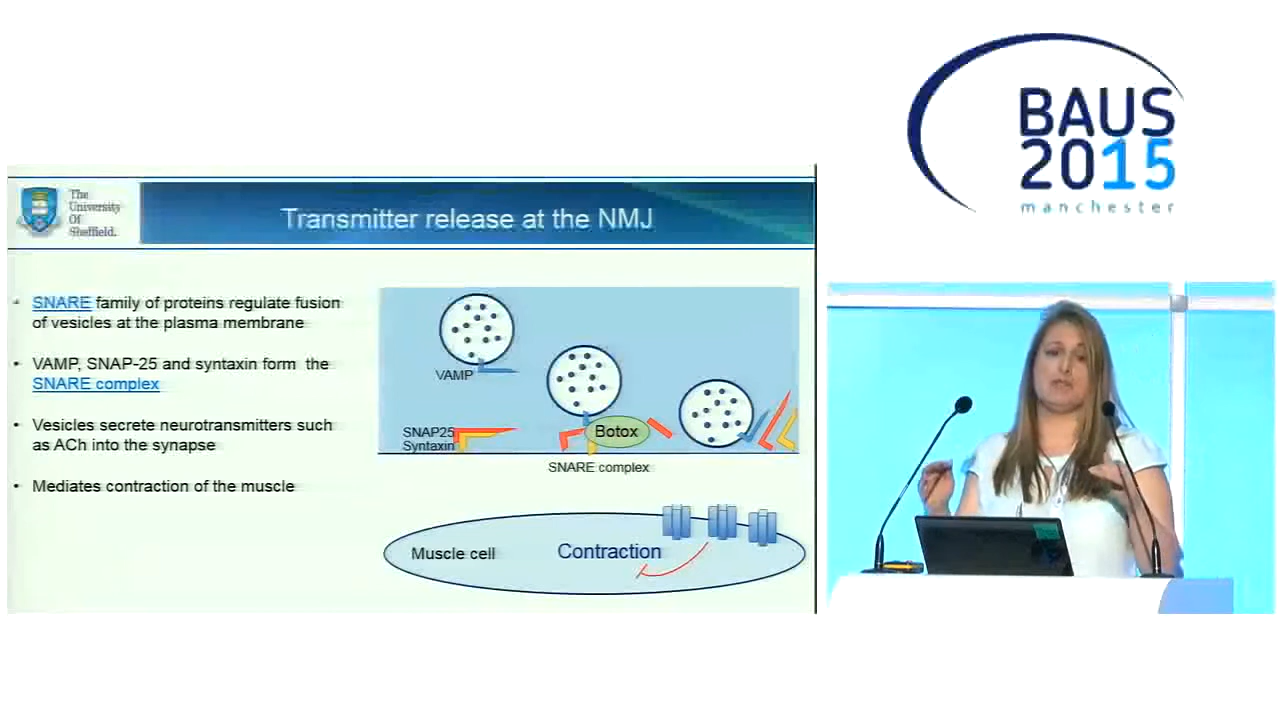 BAUS
2015
manchester
The
University
Of
Sheffield.
Transmitter release at the NMJ
• SNARE family of proteins regulate fusion
of vesicles at the plasma membrane
• VAMP, SNAP-25 and syntaxin form the
SNARE complex
• Vesicles secrete neurotransmitters such
as ACh into the synapse
• Mediates contraction of the muscle
VAMP
SNAP25
Syntaxin
Botox
SNARE complex
Muscle cell
Contraction